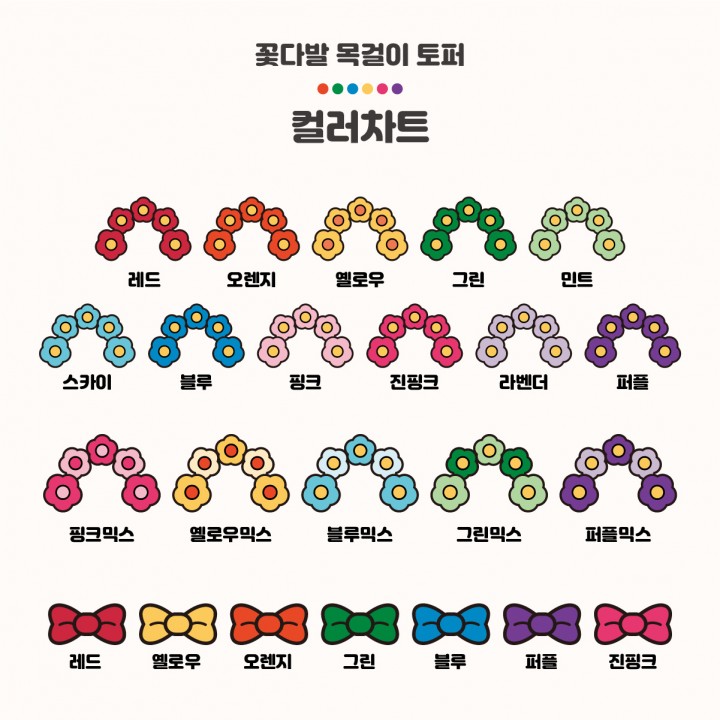 꽃다발 목걸이 토퍼
컬러차트
레드 오렌지 옐로우 그린 민트
스카이 블루 핑크 진핑크 라벤더 퍼플
핑크믹스 옐로우믹스 블루믹스 그린믹스 퍼플믹스
레드 옐로우 오렌지 그린 블루 퍼플 진핑크